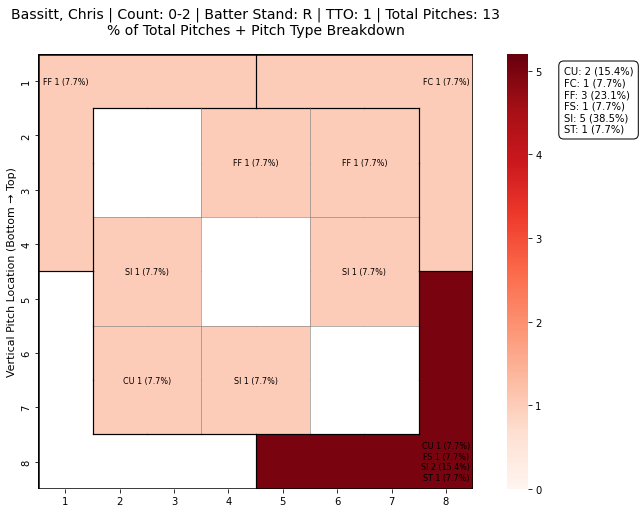 Bassitt, Chris | Count: 0-2 | Batter Stand: R | TTO: 1 | Total Pitches: 13
% of Total Pitches + Pitch Type Breakdown
Vertical Pitch Location (Bottom → Top)
1
2
3
4
5
6
7
8
FF 1 (7.7%)
FC 1 (7.7%)
FF 1 (7.7%)
FF 1 (7.7%)
SI 1 (7.7%)
SI 1 (7.7%)
CU 1 (7.7%)
SI 1 (7.7%)
CU 1 (7.7%)
FS 1 (7.7%)
SI 2 (15.4%)
ST 1 (7.7%)
1
2
3
4
5
6
7
8
5
4
3
2
1
0
CU: 2 (15.4%)
FC: 1 (7.7%)
FF: 3 (23.1%)
FS: 1 (7.7%)
SI: 5 (38.5%)
ST: 1 (7.7%)